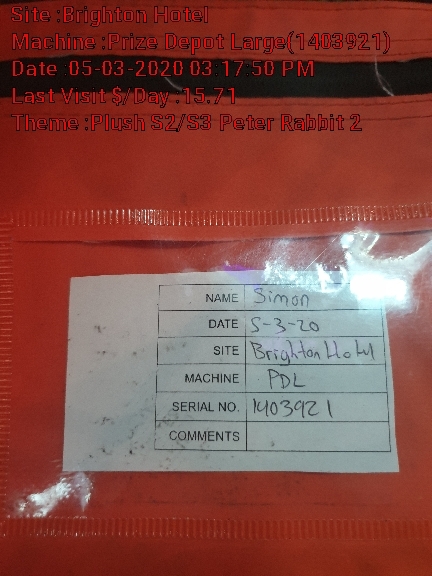 Site :Brighton Hotel
Machine :Prize Depot Large(1403921)
Date :05-03-2020 03:17:50 PM
Last Visit $/Day :15.71
Theme :Plush S2/S3 Peter Rabbit 2
NAME Simon
DATE 5-3-20
SITE Brighton Hotel
MACHINE PDL
SERIAL NO. 1403921
COMMENTS